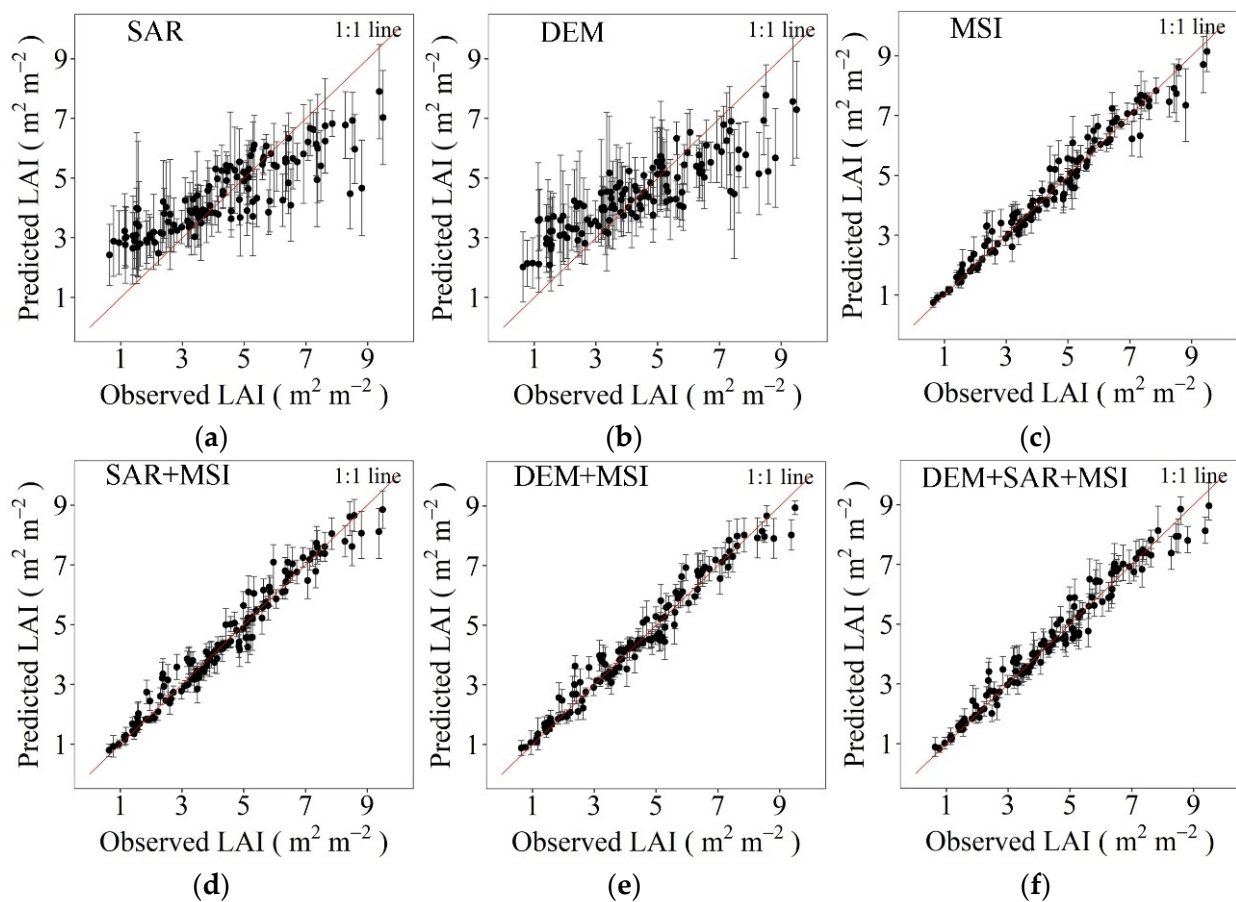 SAR
1:1 line
Predicted LAI ( m² m⁻²)
9
7
5
3
1
1 3 5 7 9
Observed LAI ( m² m⁻²)
(a)
DEM
1:1 line
Predicted LAI ( m² m⁻²)
9
7
5
3
1
1 3 5 7 9
Observed LAI ( m² m⁻²)
(b)
MSI
1:1 line
Predicted LAI ( m² m⁻²)
9
7
5
3
1
1 3 5 7 9
Observed LAI ( m² m⁻²)
(c)
SAR+MSI
1:1 line
Predicted LAI ( m² m⁻²)
9
7
5
3
1
1 3 5 7 9
Observed LAI ( m² m⁻²)
(d)
DEM+MSI
1:1 line
Predicted LAI ( m² m⁻²)
9
7
5
3
1
1 3 5 7 9
Observed LAI ( m² m⁻²)
(e)
DEM+SAR+MSI
1:1 line
Predicted LAI ( m² m⁻²)
9
7
5
3
1
1 3 5 7 9
Observed LAI ( m² m⁻²)
(f)